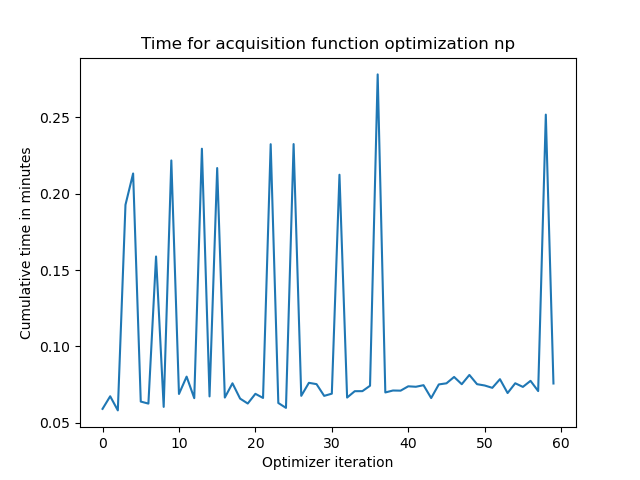 Time for acquisition function optimization np
Cumulative time in minutes
0.25
0.20
0.15
0.10
0.05
0 10 20 30 40 50 60
Optimizer iteration